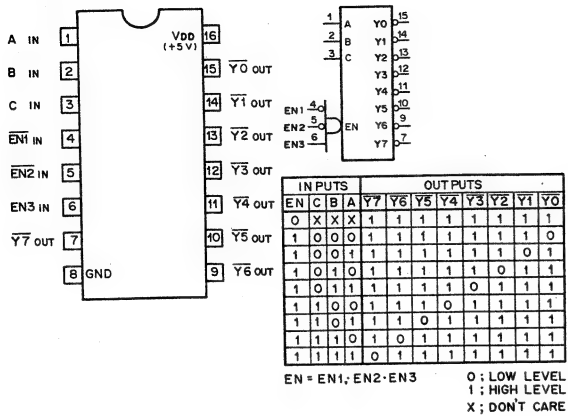 A IN 1 VDD (+5V) 16
B IN 2 15 Y0 OUT
C IN 3 14 Y1 OUT
EN1 IN 4 13 Y2 OUT
EN2 IN 5 12 Y3 OUT
EN3 IN 6 11 Y4 OUT
Y7 OUT 7 10 Y5 OUT
8 GND 9 Y6 OUT
1 A Y0 15
2 B Y1 14
3 C Y2 13
Y3 12
Y4 11
EN1 4 Y5 10
EN2 5 EN Y6 9
EN3 6 Y7 7
INPUTS OUTPUTS
EN C B A Y7 Y6 Y5 Y4 Y3 Y2 Y1 Y0
0 X X X 1 1 1 1 1 1 1 1
1 0 0 0 1 1 1 1 1 1 1 0
1 0 0 1 1 1 1 1 1 1 0 1
1 0 1 0 1 1 1 1 1 0 1 1
1 0 1 1 1 1 1 1 0 1 1 1
1 1 0 0 1 1 1 0 1 1 1 1
1 1 0 1 1 1 0 1 1 1 1 1
1 1 1 0 1 0 1 1 1 1 1 1
1 1 1 1 0 1 1 1 1 1 1 1
EN = EN1, EN2·EN3
0 ; LOW LEVEL
1 ; HIGH LEVEL
X ; DON'T CARE